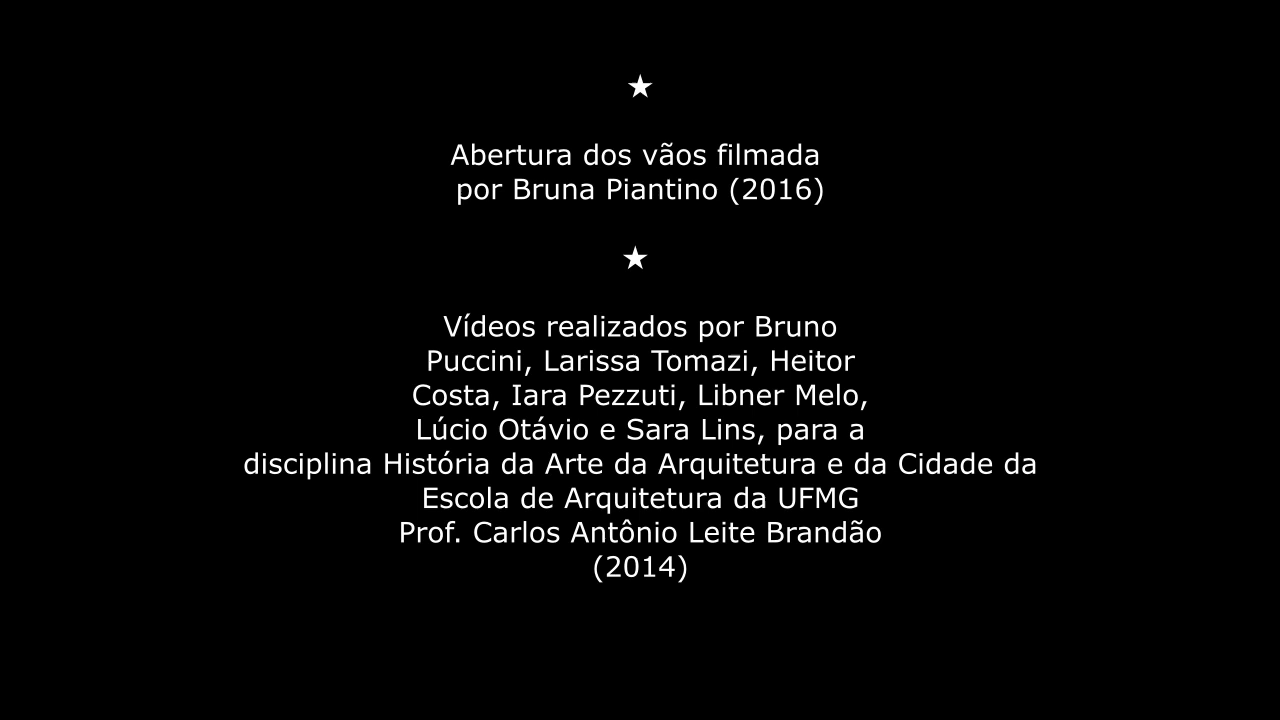 ★
Abertura dos vãos filmada
por Bruna Piantino (2016)
★
Vídeos realizados por Bruno
Puccini, Larissa Tomazi, Heitor
Costa, Iara Pezzuti, Libner Melo,
Lúcio Otávio e Sara Lins, para a
disciplina História da Arte da Arquitetura e da Cidade da
Escola de Arquitetura da UFMG
Prof. Carlos Antônio Leite Brandão
(2014)